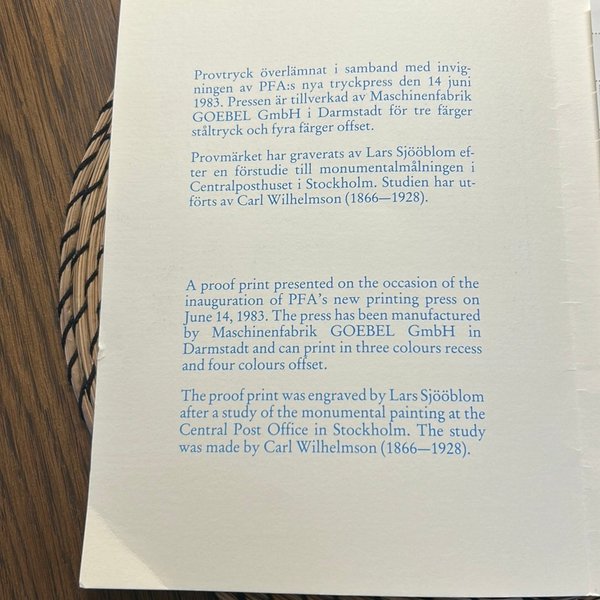 Provtryck överlämnat i samband med invig-
ningen av PFA:s nya tryckpress den 14 juni
1983. Pressen är tillverkad av Maschinenfabrik
GOEBEL GmbH i Darmstadt för tre färger
ståltryck och fyra färger offset.
Provmärket har graverats av Lars Sjööblom ef-
ter en förstudie till monumentalmålningen i
Centralposthuset i Stockholm. Studien har ut-
förts av Carl Wilhelmson (1866—1928).
A proof print presented on the occasion of the
inauguration of PFA's new printing press on
June 14, 1983. The press has been manufactured
by Maschinenfabrik GOEBEL GmbH in
Darmstadt and can print in three colours recess
and four colours offset.
The proof print was engraved by Lars Sjööblom
after a study of the monumental painting at the
Central Post Office in Stockholm. The study
was made by Carl Wilhelmson (1866—1928).